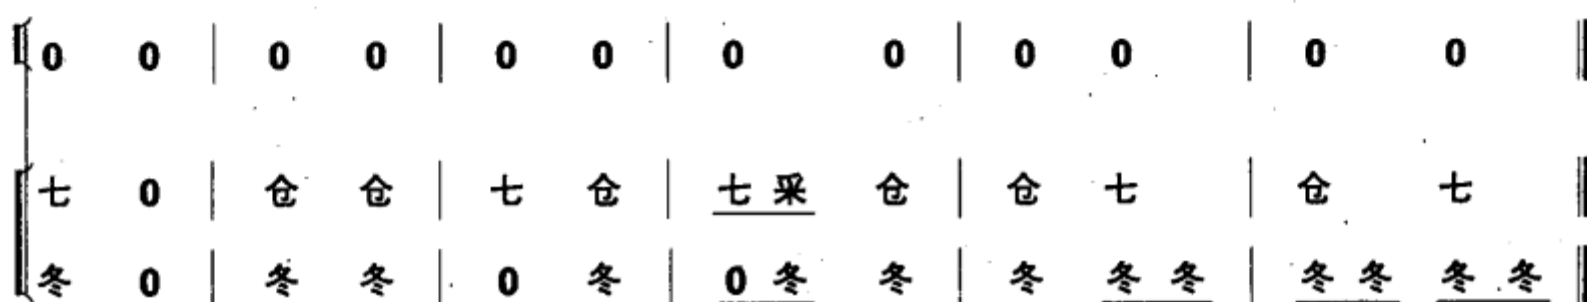 0 0 | 0 0 | 0 0 | 0 0 | 0 0 | 0 0
七 0 | 仓 仓 | 七 仓 | 七 采 仓 | 仓 七 | 仓 七
冬 0 | 冬 冬 | 0 冬 | 0 冬 冬 | 冬 冬 冬 | 冬 冬 冬 冬